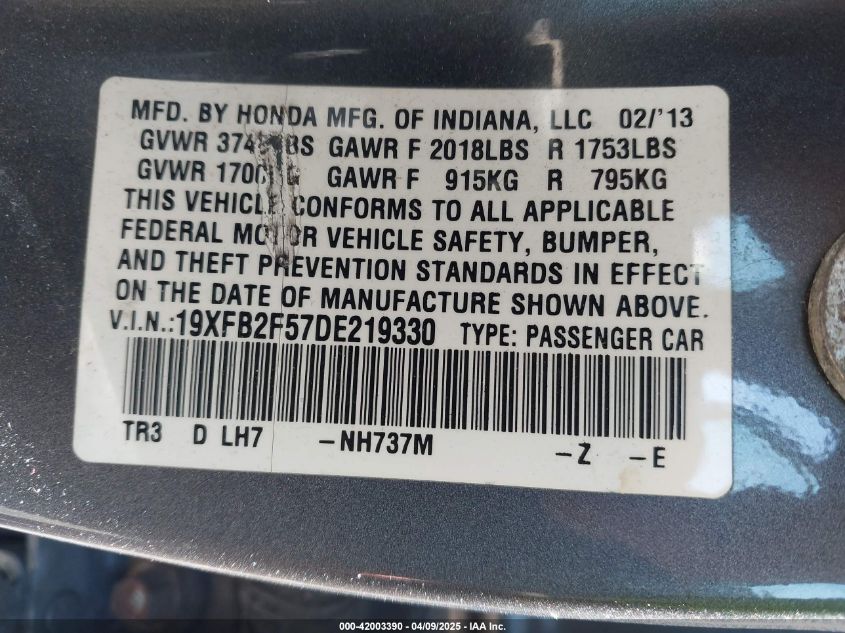 MFD. BY HONDA MFG. OF INDIANA, LLC 02/'13
GVWR GAWR F 2018LBS R 1753LBS
GVWR GAWR F 915KG R 795KG
THIS VEHICLE CONFORMS TO ALL APPLICABLE
FEDERAL MOTOR VEHICLE SAFETY, BUMPER,
AND THEFT PREVENTION STANDARDS IN EFFECT
ON THE DATE OF MANUFACTURE SHOWN ABOVE.
V.I.N.:19XFB2F57DE219330 TYPE: PASSENGER CAR
TR3 D LH7 -NH737M -Z -E
000-42003390 - 04/09/2025 - IAA Inc.